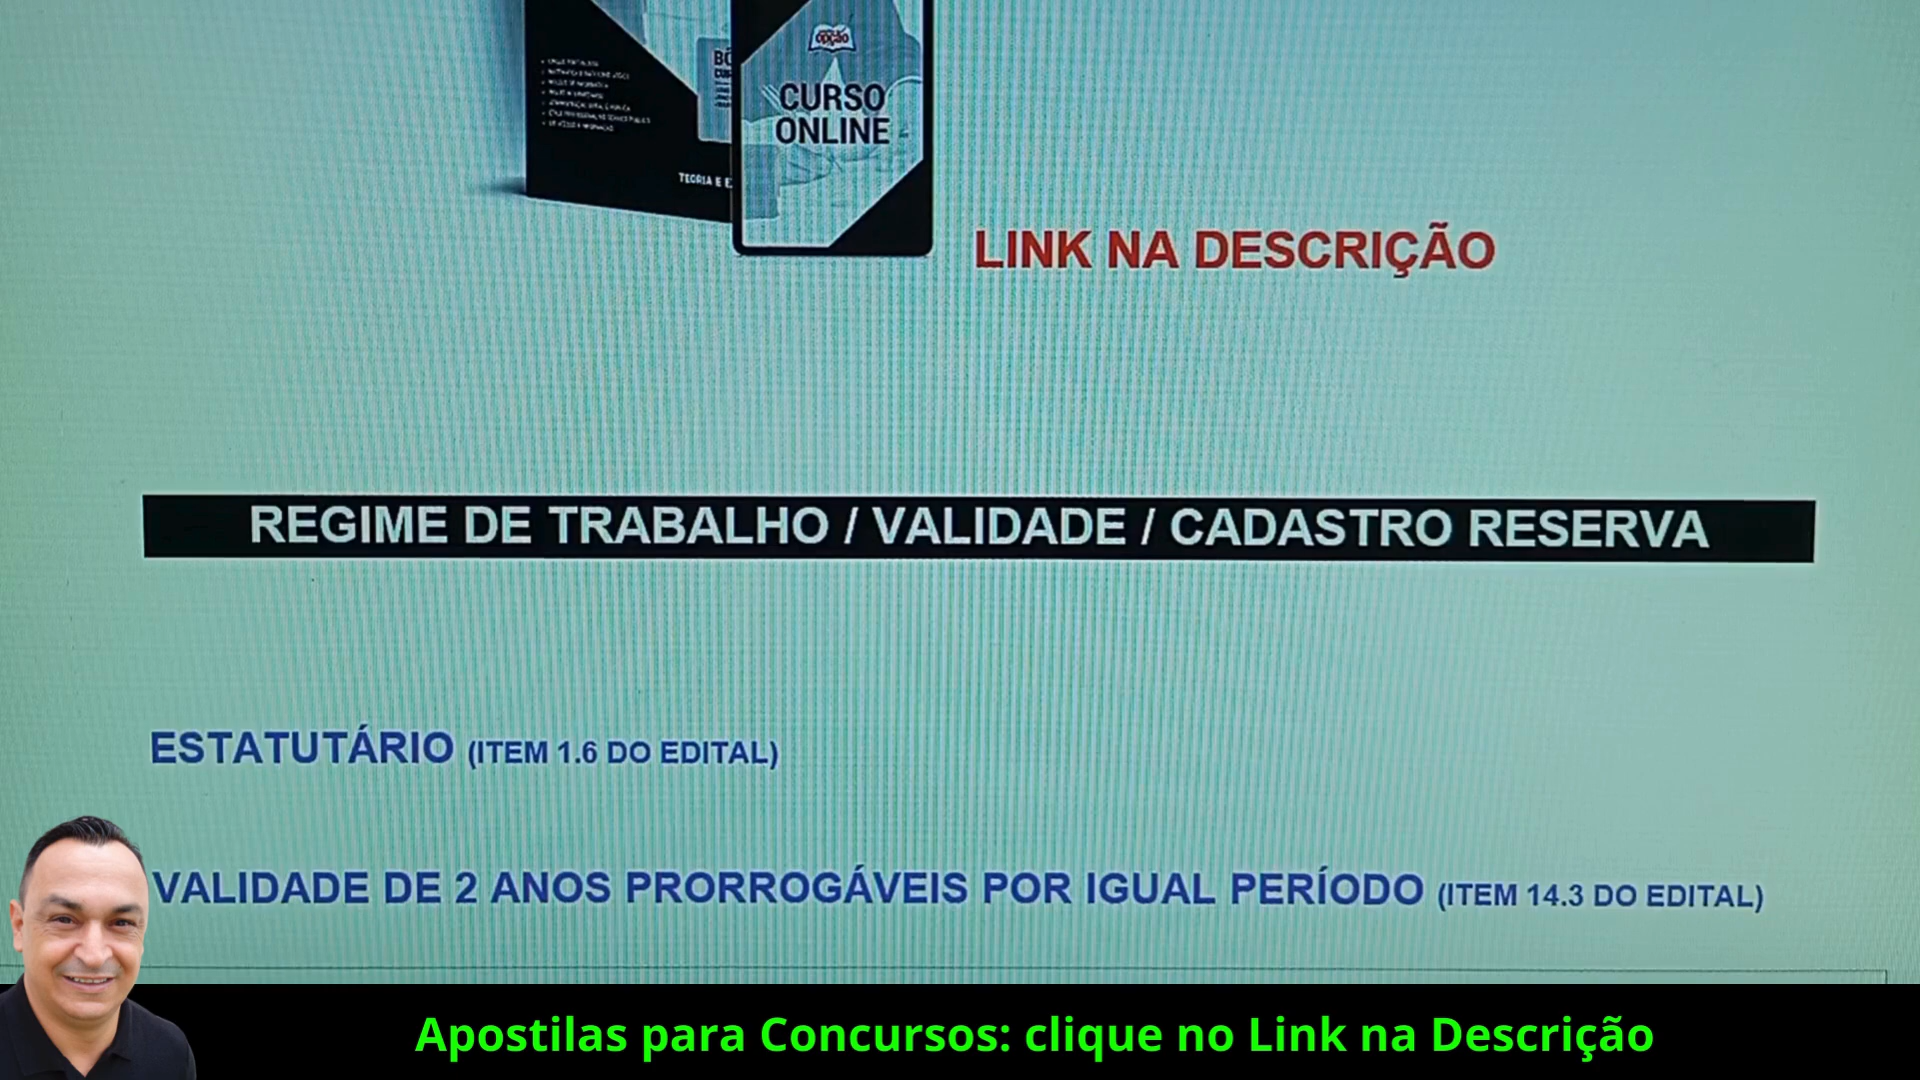 opção
CURSO
ONLINE
TEORIA E
LINK NA DESCRIÇÃO
REGIME DE TRABALHO / VALIDADE / CADASTRO RESERVA
ESTATUTÁRIO (ITEM 1.6 DO EDITAL)
VALIDADE DE 2 ANOS PRORROGÁVEIS POR IGUAL PERÍODO (ITEM 14.3 DO EDITAL)
Apostilas para Concursos: clique no Link na Descrição